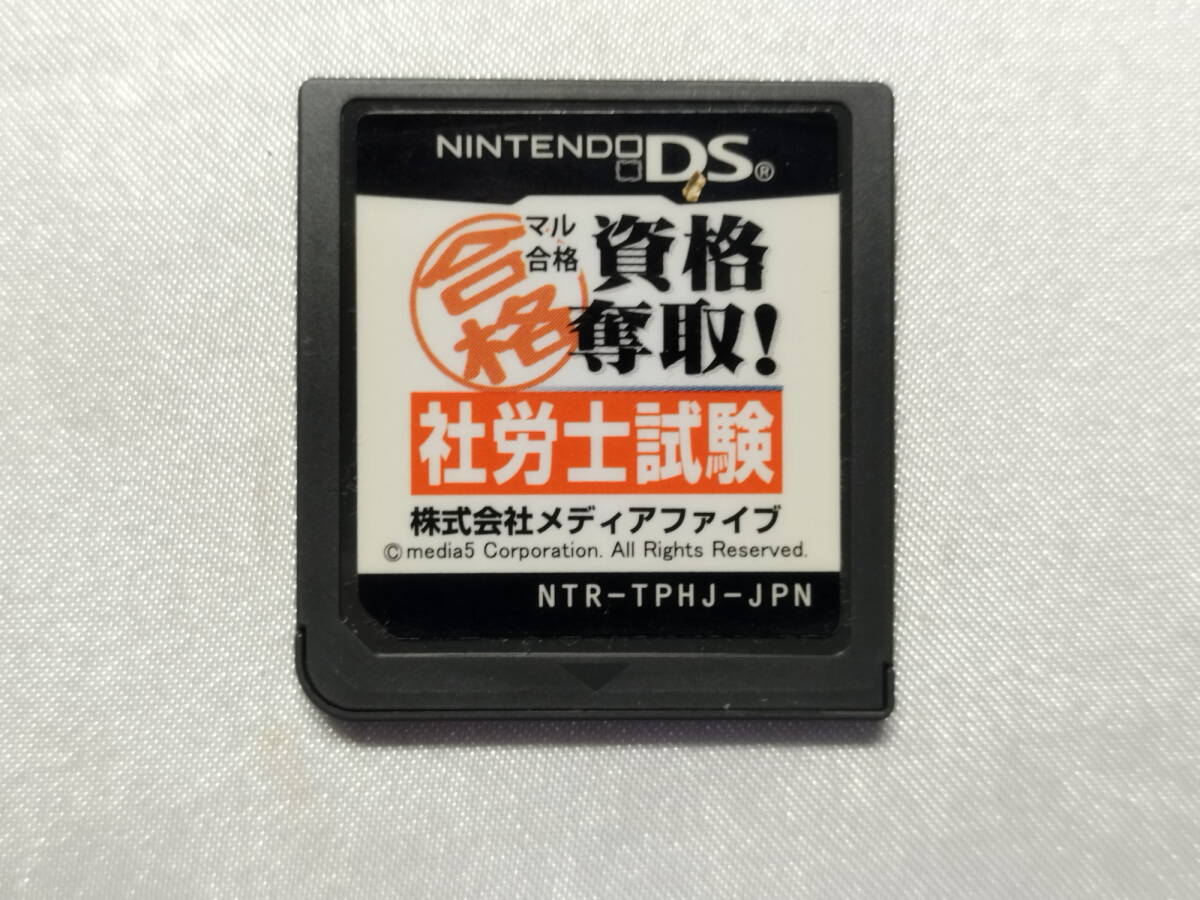 NINTENDO DS®
合格
マル
合格
資格
奪取!
社労士試験
株式会社メディアファイブ
©media5 Corporation. All Rights Reserved.
NTR-TPHJ-JPN